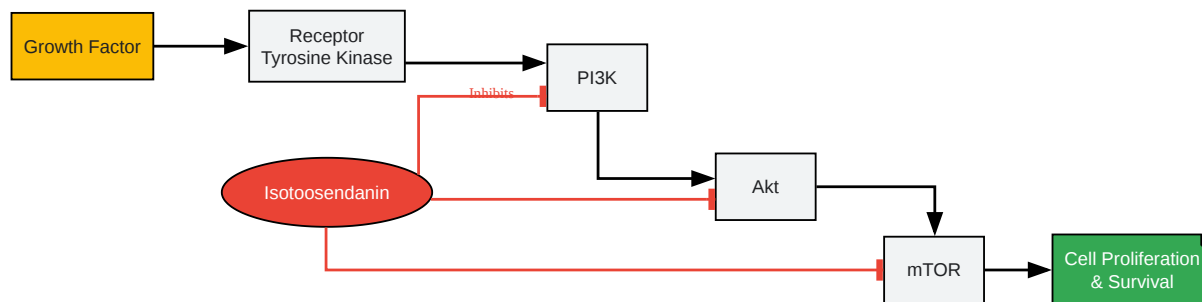 Growth Factor
Receptor
Tyrosine Kinase
PI3K
Inhibits
Isotoosendanin
Akt
mTOR
Cell Proliferation
& Survival